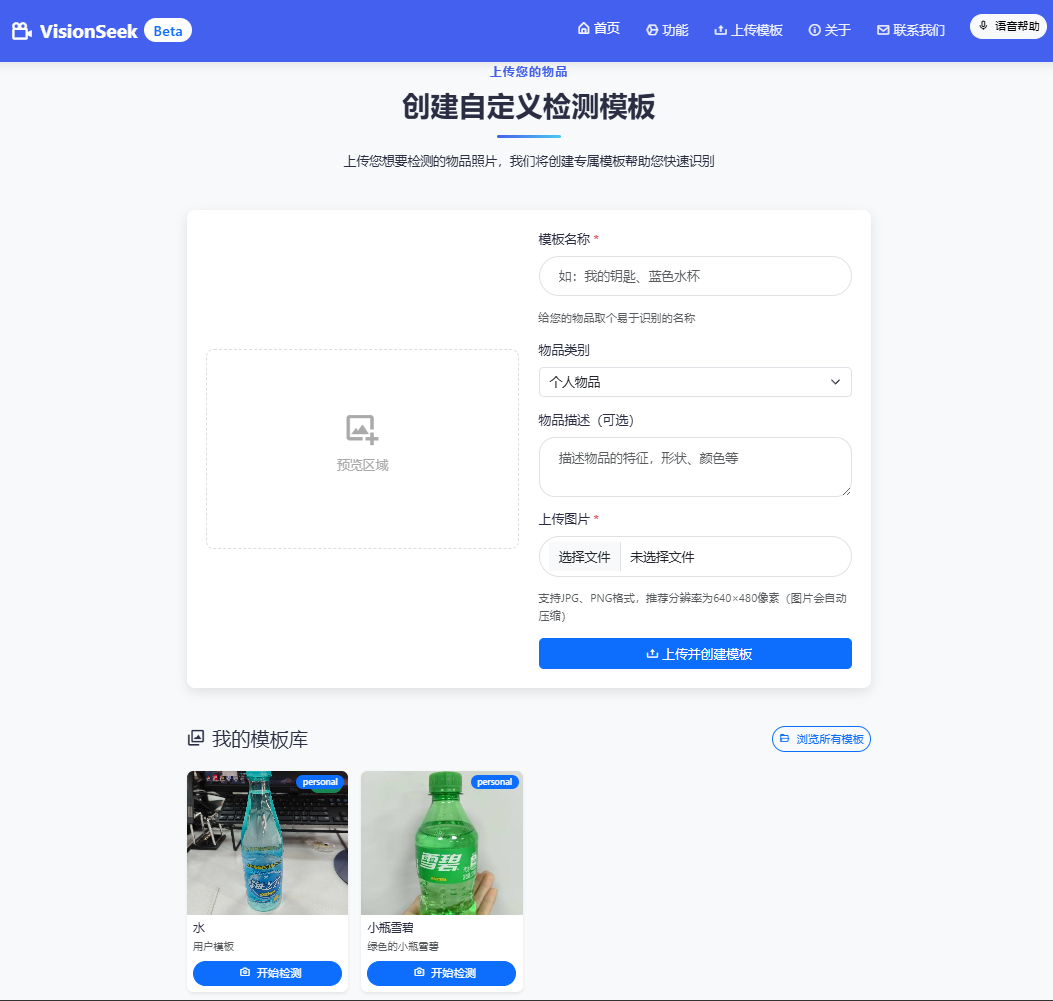 VisionSeek Beta
首页 功能 上传模板 关于 联系我们 语音帮助
上传您的物品
创建自定义检测模板
上传您想要检测的物品照片，我们将创建专属模板帮助您快速识别
模板名称 *
如：我的钥匙、蓝色水杯
给您的物品取个易于识别的名称
物品类别
个人物品
物品描述（可选）
描述物品的特征，形状、颜色等
上传图片 *
选择文件 未选择文件
支持JPG、PNG格式，推荐分辨率为640×480像素（图片会自动
压缩）
上传并创建模板
预览区域
我的模板库
浏览所有模板
personal
水
用户模板
开始检测
personal
雪碧
小瓶雪碧
绿色的小瓶雪碧
开始检测